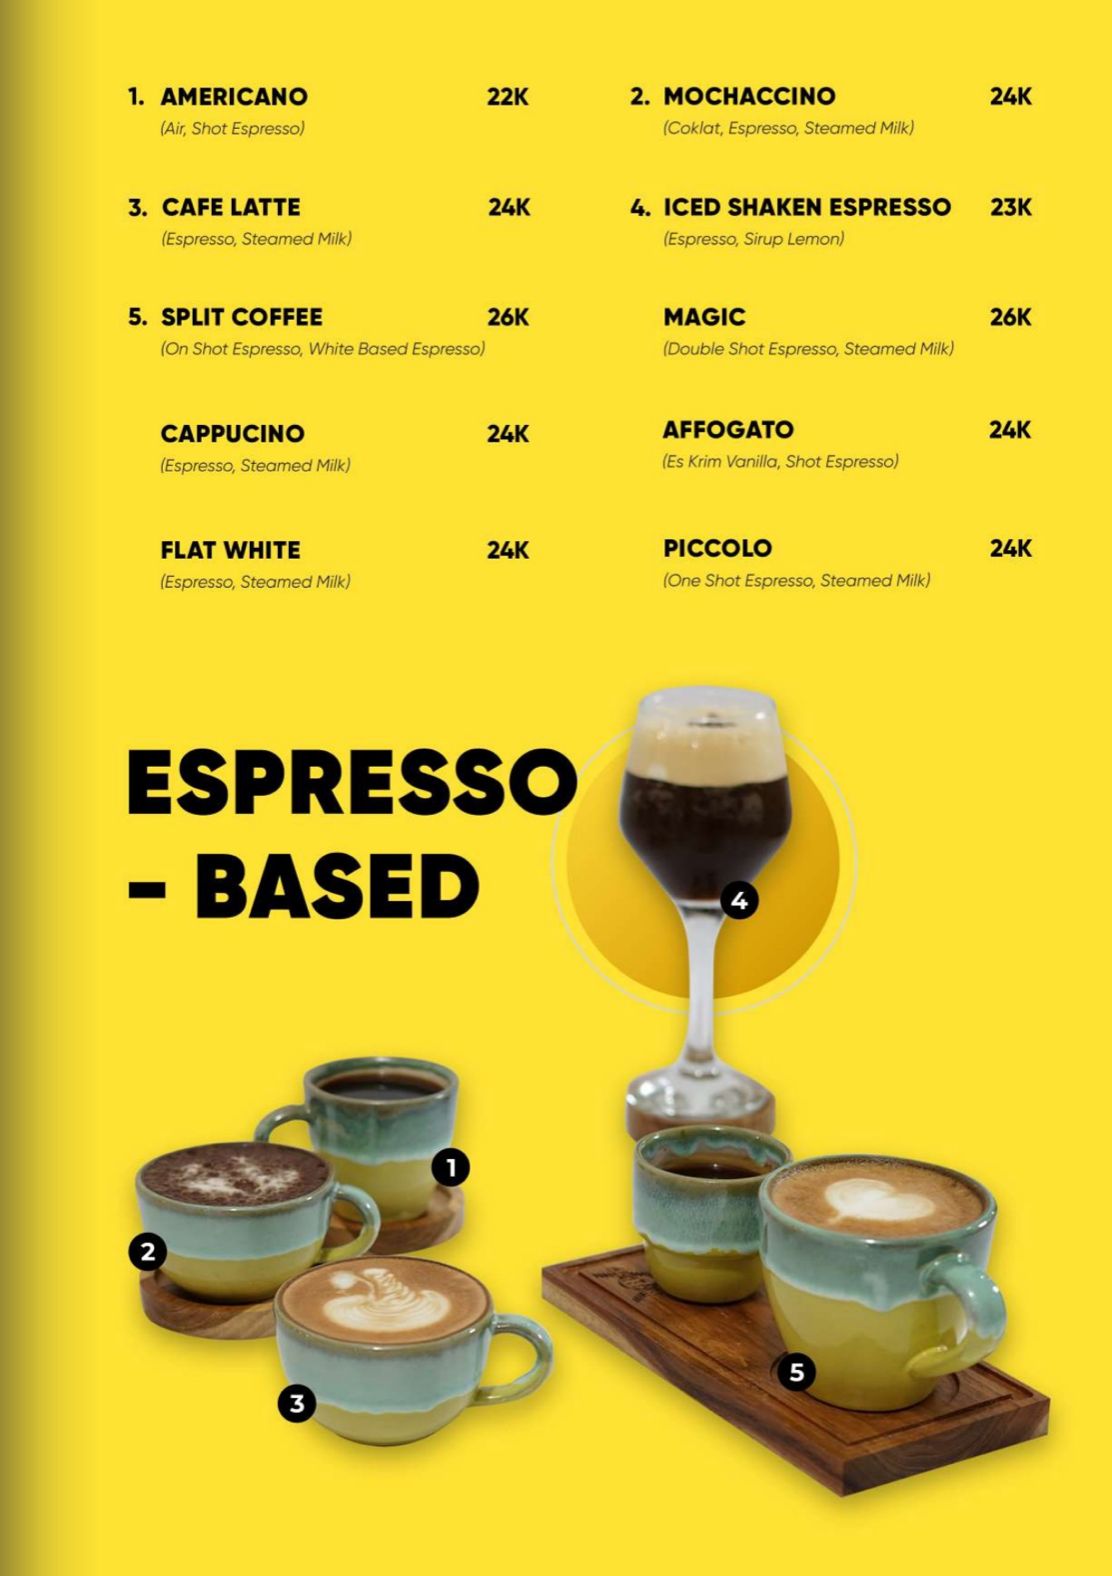 1. AMERICANO 22K
(Air, Shot Espresso)
2. MOCHACCINO 24K
(Coklat, Espresso, Steamed Milk)
3. CAFE LATTE 24K
(Espresso, Steamed Milk)
4. ICED SHAKEN ESPRESSO 23K
(Espresso, Sirup Lemon)
5. SPLIT COFFEE 26K
(On Shot Espresso, White Based Espresso)
MAGIC 26K
(Double Shot Espresso, Steamed Milk)
CAPPUCINO 24K
(Espresso, Steamed Milk)
AFFOGATO 24K
(Es Krim Vanilla, Shot Espresso)
FLAT WHITE 24K
(Espresso, Steamed Milk)
PICCOLO 24K
(One Shot Espresso, Steamed Milk)
ESPRESSO
- BASED
4
1
2
3
5